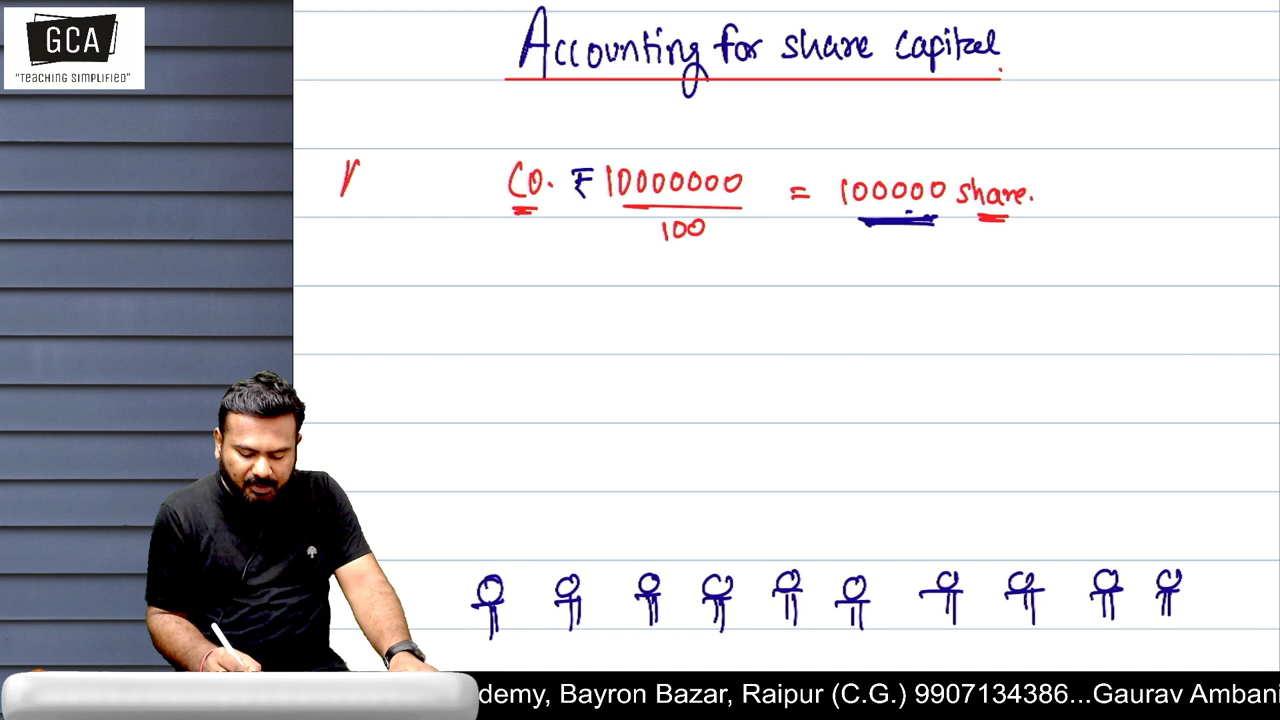 GCA
"TEACHING SIMPLIFIED"
Accounting for share capital.
Co. ₹ 10000000 / 100 = 100000 share.
demy, Bayron Bazar, Raipur (C.G.) 9907134386...Gaurav Ambani